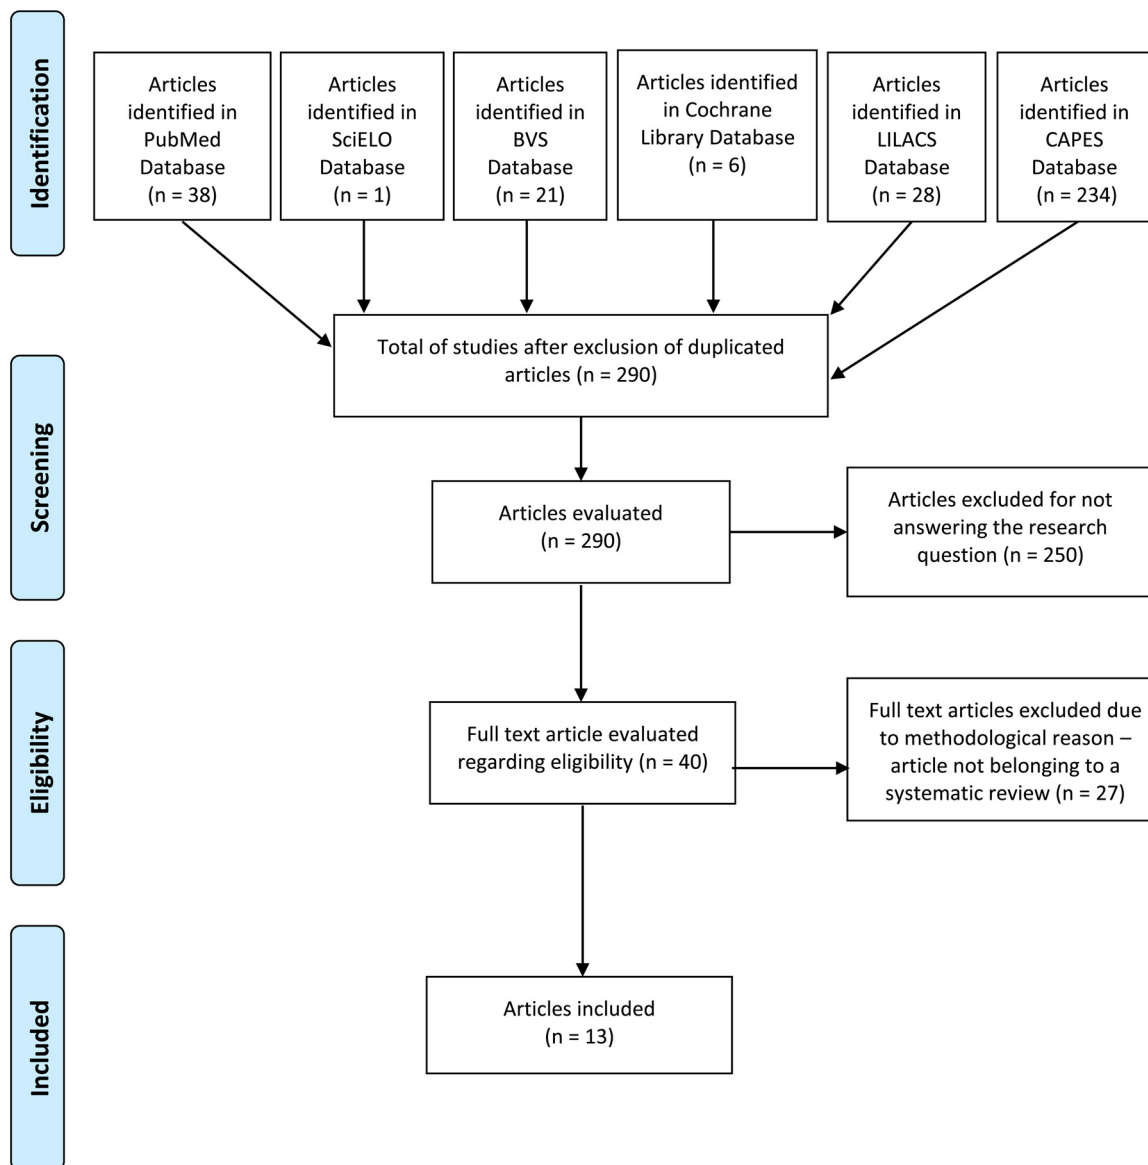 Identification
Articles
identified in
PubMed
Database
(n = 38)
Articles
identified in
SciELO
Database
(n = 1)
Articles
identified in
BVS
Database
(n = 21)
Articles identified
in Cochrane
Library Database
(n = 6)
Articles
identified in
LILACS
Database
(n = 28)
Articles
identified in
CAPES
Database
(n = 234)
Total of studies after exclusion of duplicated
articles (n = 290)
Screening
Articles evaluated
(n = 290)
Articles excluded for not
answering the research
question (n = 250)
Eligibility
Full text article evaluated
regarding eligibility (n = 40)
Full text articles excluded due
to methodological reason –
article not belonging to a
systematic review (n = 27)
Included
Articles included
(n = 13)